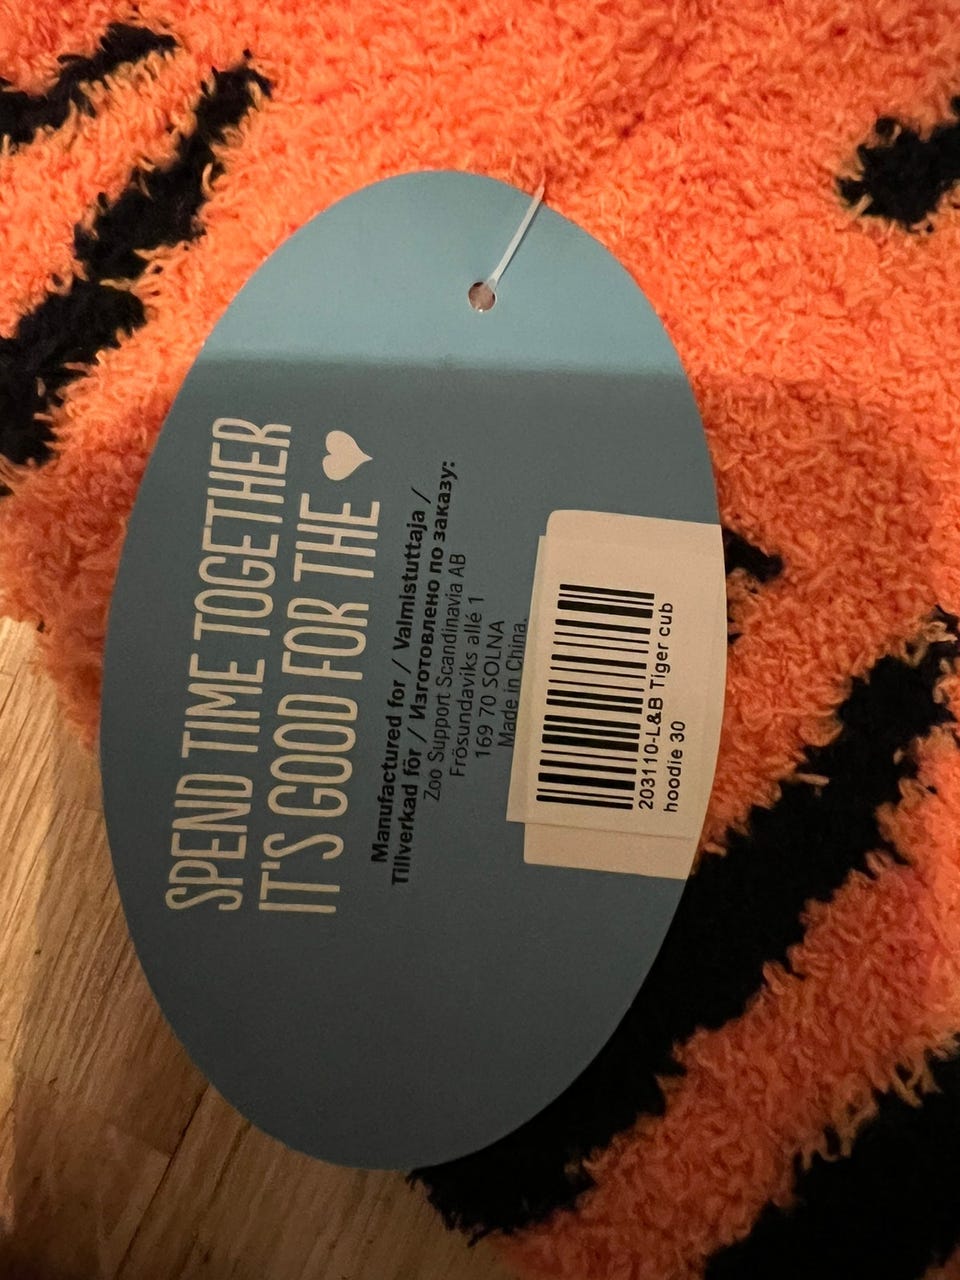 SPEND TIME TOGETHER
IT'S GOOD FOR THE ♥
Manufactured for / Valmistuttaja /
Tillverkad för / Изготовлено по заказу:
Zoo Support Scandinavia AB
Frösundaviks allé 1
169 70 SOLNA
Made in China.
203110-L&B Tiger cub
hoodie 30